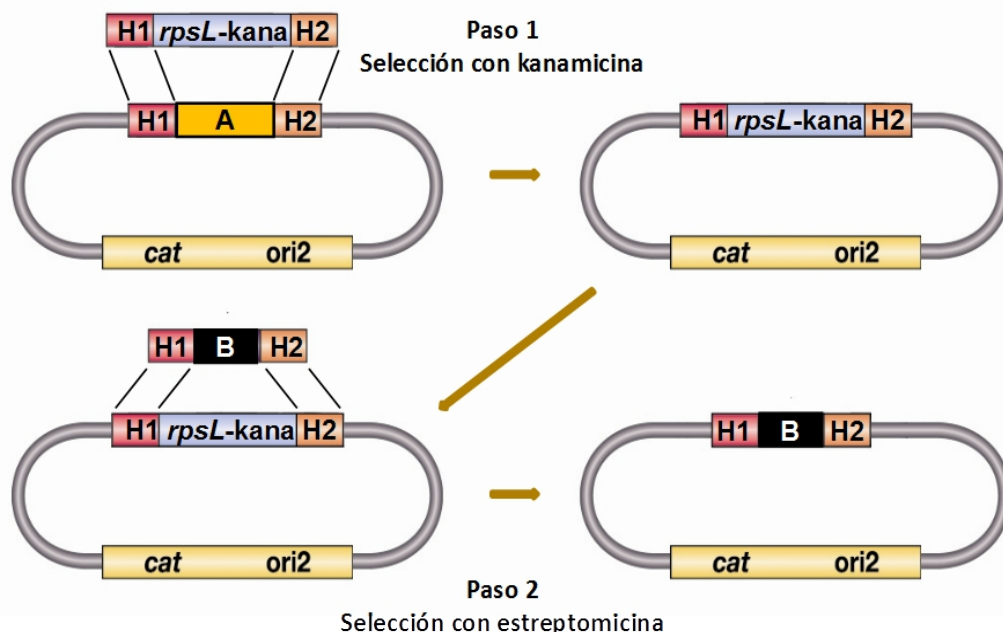 H1 rpsL-kana H2
Paso 1
Selección con kanamicina
H1 A H2
H1 rpsL-kana H2
cat ori2
cat ori2
H1 B H2
H1 rpsL-kana H2
H1 B H2
cat ori2
cat ori2
Paso 2
Selección con estreptomicina